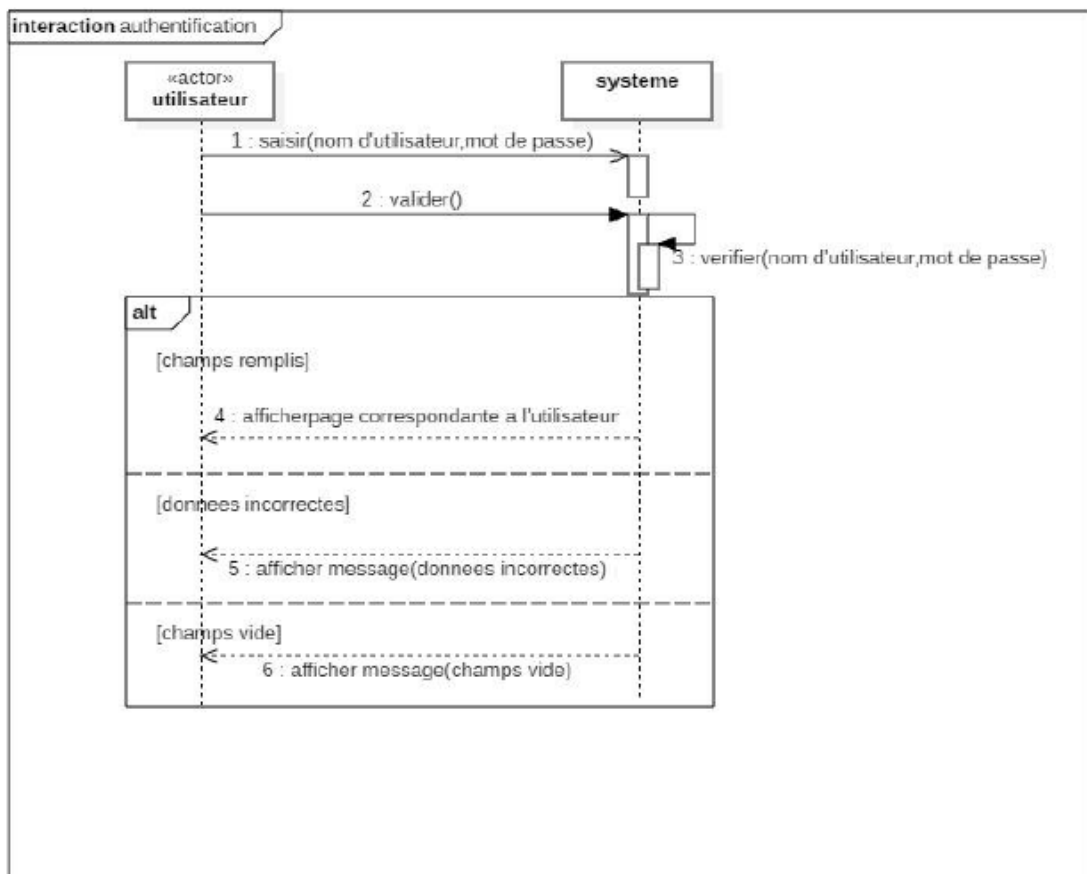 interaction authentification
«actor»
utilisateur
systeme
1 : saisir(nom d'utilisateur,mot de passe)
2 : valider()
3 : verifier(nom d'utilisateur,mot de passe)
alt
[champs remplis]
4 : afficherpage correspondante a l'utilisateur
[donnees incorrectes]
5 : afficher message(donnees incorrectes)
[champs vide]
6 : afficher message(champs vide)